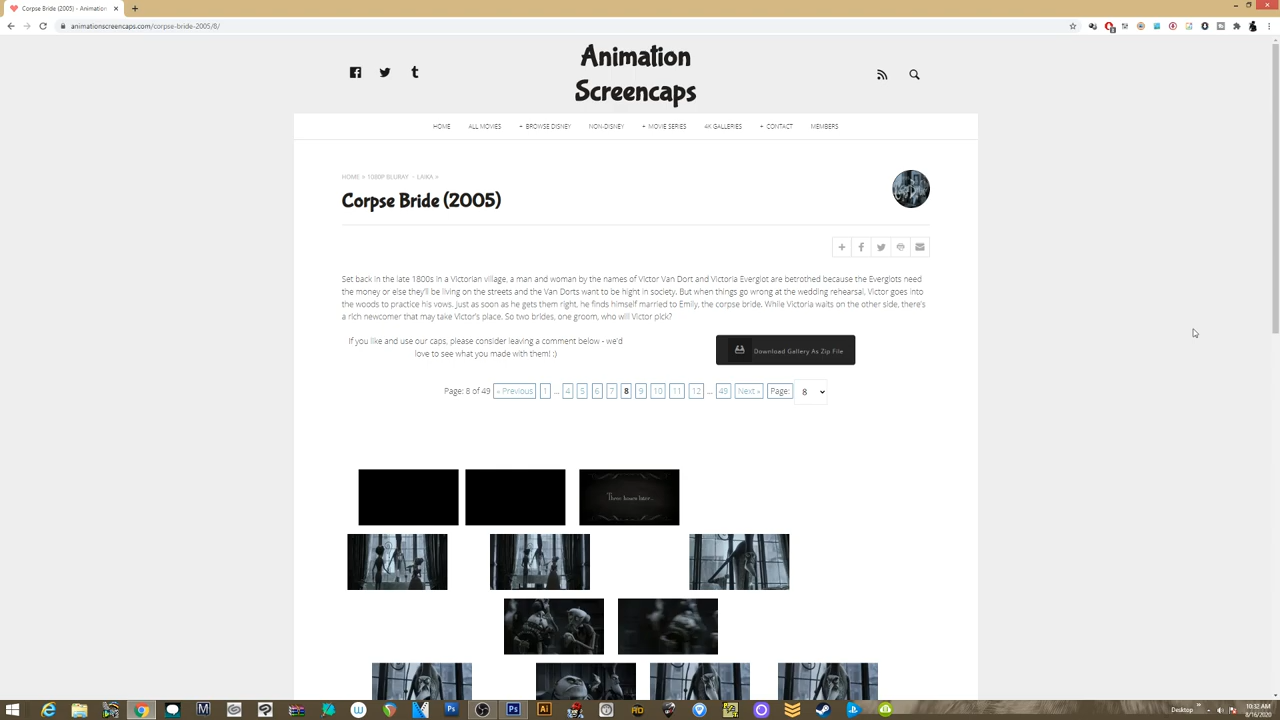 Corpse Bride (2005) - Animation
animationscreencaps.com/corpse-bride-2005/8/
Animation
Screencaps
HOME ALL MOVIES + BROWSE DISNEY NON-DISNEY + MOVIE SERIES 4K GALLERIES + CONTACT MEMBERS
HOME » 1080P BLURAY • LAIKA »
Corpse Bride (2005)
Set back in the late 1800s in a Victorian village, a man and woman by the names of Victor Van Dort and Victoria Everglot are betrothed because the Everglots need
the money or else they'll be living on the streets and the Van Dorts want to be hight in society. But when things go wrong at the wedding rehearsal, Victor goes into
the woods to practice his vows. Just as soon as he gets them right, he finds himself married to Emily, the corpse bride. While Victoria waits on the other side, there's
a rich newcomer that may take Victor's place. So two brides, one groom, who will Victor pick?
If you like and use our caps, please consider leaving a comment below - we'd
love to see what you made with them! :)
Download Gallery As Zip File
Page: 8 of 49 « Previous 1 ... 4 5 6 7 8 9 10 11 12 ... 49 Next » Page: 8
Three hours later...
Desktop
10:32 AM
8/16/2020